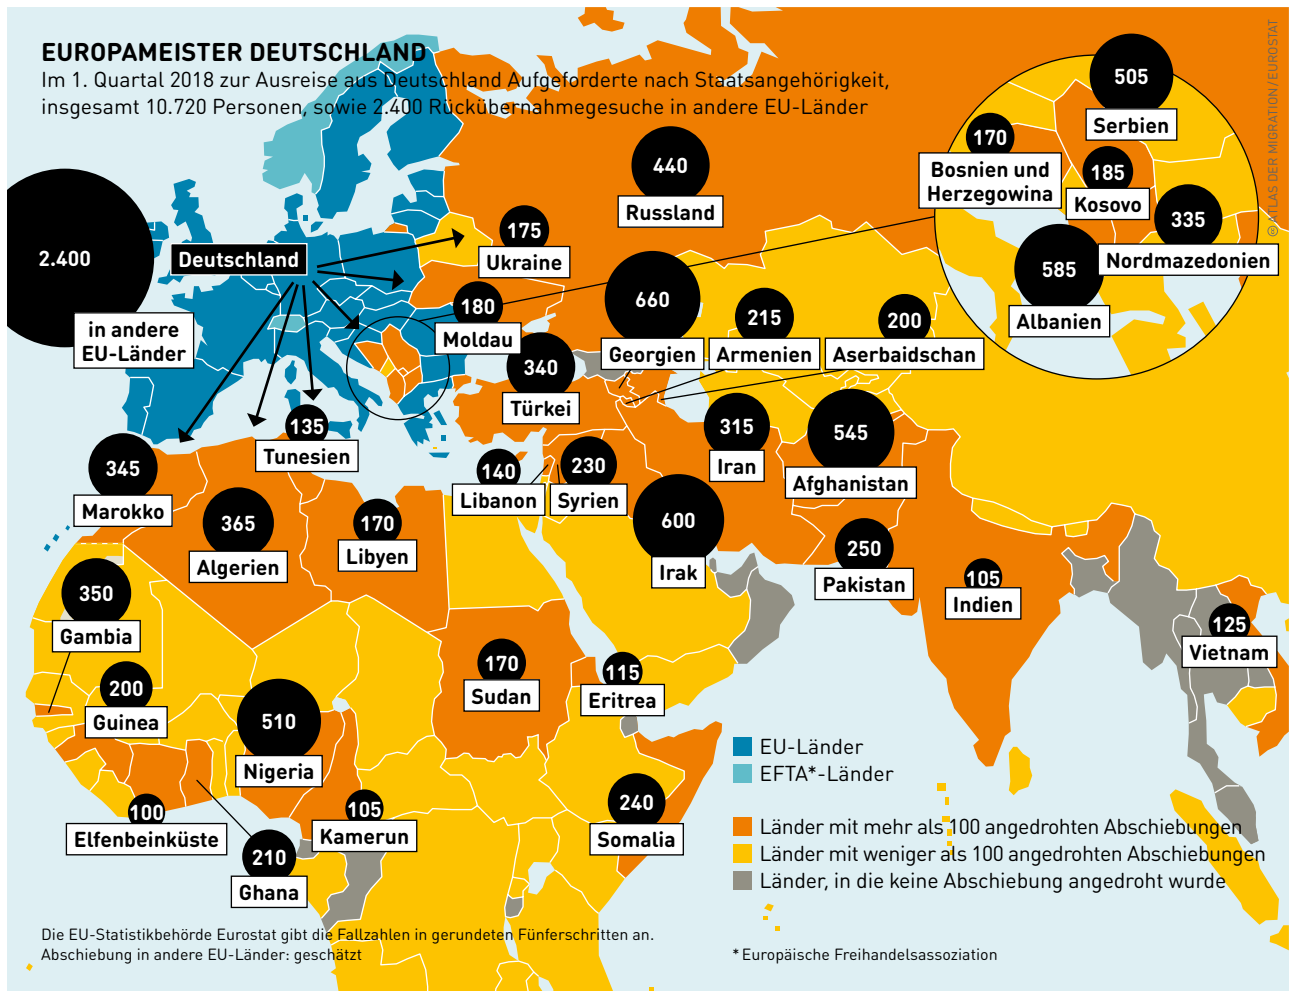 EUROPAMEISTER DEUTSCHLAND
Im 1. Quartal 2018 zur Ausreise aus Deutschland Aufgeforderte nach Staatsangehörigkeit,
insgesamt 10.720 Personen, sowie 2.400 Rückübernahmegesuche in andere EU-Länder
© ATLAS DER MIGRATION / EUROSTAT
505
Serbien
170
Bosnien und
Herzegowina
185
Kosovo
335
Nordmazedonien
585
Albanien
440
Russland
2.400
in andere
EU-Länder
Deutschland
175
Ukraine
180
Moldau
660
Georgien
215
Armenien
200
Aserbaidschan
340
Türkei
135
Tunesien
315
Iran
545
Afghanistan
345
Marokko
140
Libanon
230
Syrien
365
Algerien
170
Libyen
600
Irak
250
Pakistan
105
Indien
350
Gambia
125
Vietnam
200
Guinea
170
Sudan
115
Eritrea
510
Nigeria
100
Elfenbeinküste
105
Kamerun
240
Somalia
210
Ghana
EU-Länder
EFTA*-Länder
Länder mit mehr als 100 angedrohten Abschiebungen
Länder mit weniger als 100 angedrohten Abschiebungen
Länder, in die keine Abschiebung angedroht wurde
Die EU-Statistikbehörde Eurostat gibt die Fallzahlen in gerundeten Fünferschritten an.
Abschiebung in andere EU-Länder: geschätzt
* Europäische Freihandelsassoziation